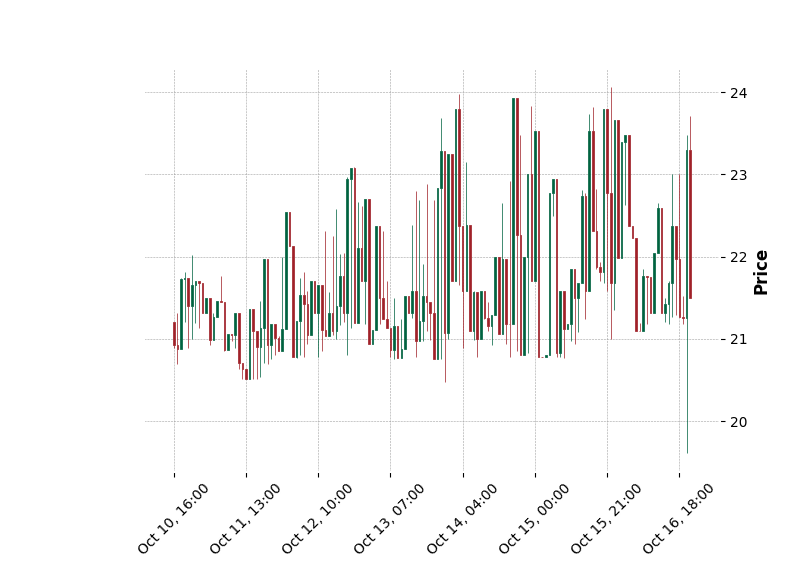 24
23
22
21
20
Price
Oct 10, 16:00
Oct 11, 13:00
Oct 12, 10:00
Oct 13, 07:00
Oct 14, 04:00
Oct 15, 00:00
Oct 15, 21:00
Oct 16, 18:00